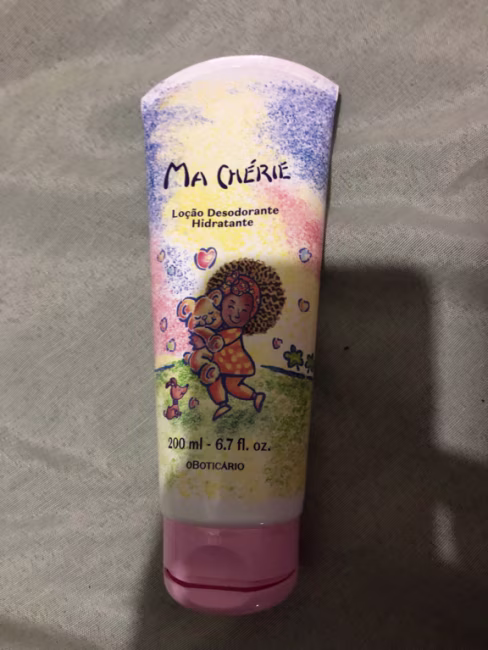 MA CHÉRIE
Loção Desodorante
Hidratante
200 ml - 6.7 fl. oz.
OBOTICÁRIO